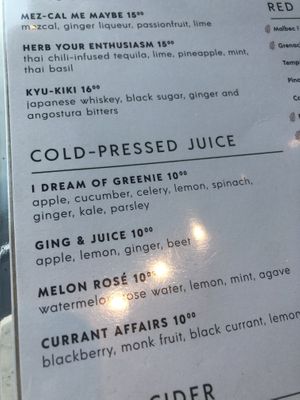 MEZ-CAL ME MAYBE 15⁰⁰
mezcal, ginger liqueur, passionfruit, lime
HERB YOUR ENTHUSIASM 15⁰⁰
thai chili-infused tequila, lime, pineapple, mint,
thai basil
KYU-KIKI 16⁰⁰
japanese whiskey, black sugar, ginger and
angostura bitters
COLD-PRESSED JUICE
I DREAM OF GREENIE 10⁰⁰
apple, cucumber, celery, lemon, spinach,
ginger, kale, parsley
GING & JUICE 10⁰⁰
apple, lemon, ginger, beet
MELON ROSÉ 10⁰⁰
watermelon, rose water, lemon, mint, agave
CURRANT AFFAIRS 10⁰⁰
blackberry, monk fruit, black currant, lemon
CIDER
RED
Malbec